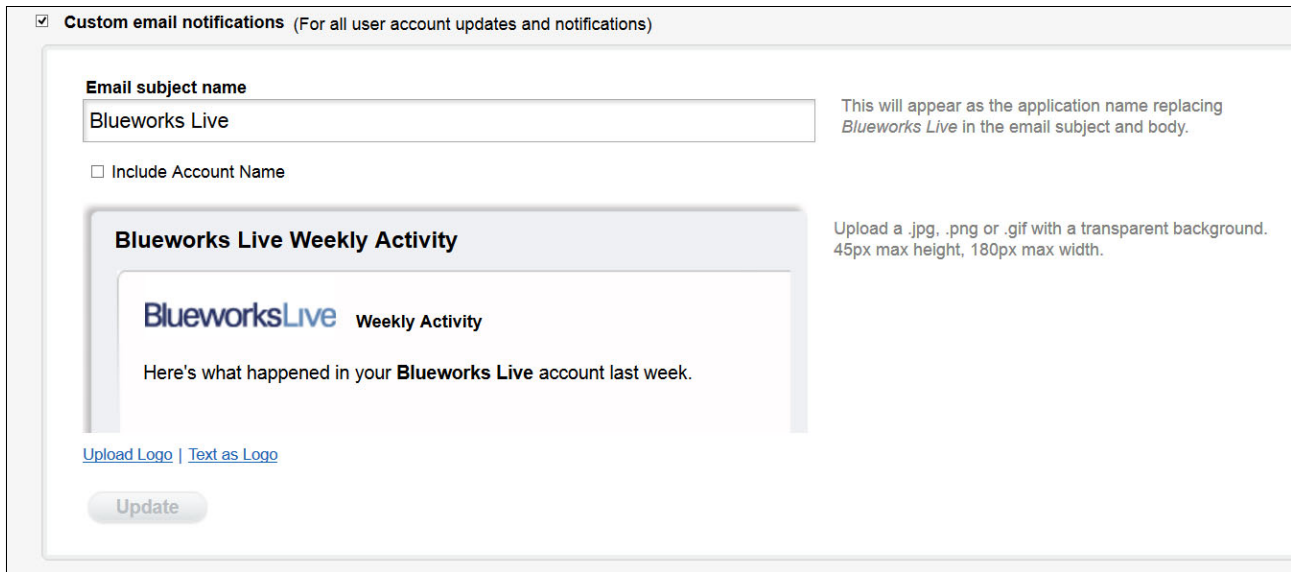 Custom email notifications (For all user account updates and notifications)
Email subject name
Blueworks Live
This will appear as the application name replacing
Blueworks Live in the email subject and body.
Include Account Name
Blueworks Live Weekly Activity
Upload a .jpg, .png or .gif with a transparent background.
45px max height, 180px max width.
BlueworksLive Weekly Activity
Here's what happened in your Blueworks Live account last week.
Upload Logo | Text as Logo
Update